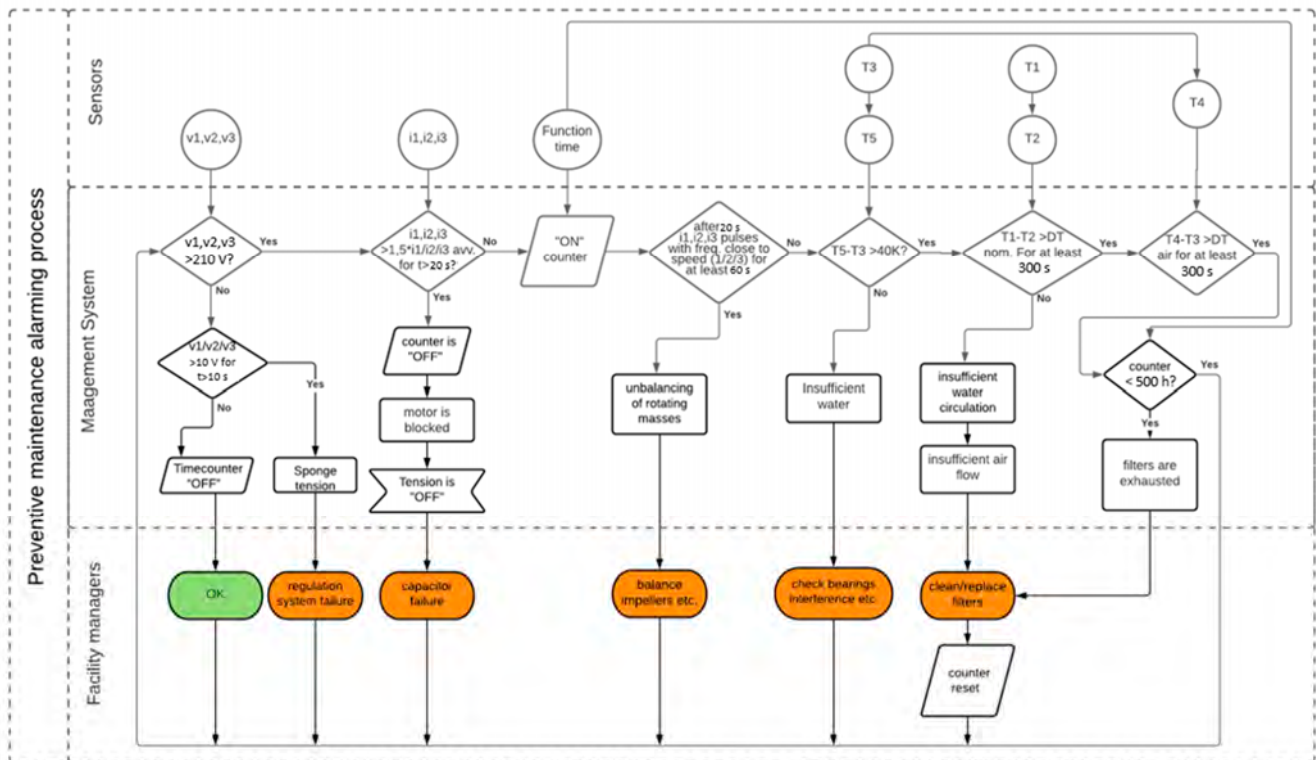 Preventive maintenance alarming process
Sensors
v1,v2,v3
i1,i2,i3
Function
time
T3
T5
T1
T2
T4
Maagement System
v1,v2,v3
>210 V?
Yes
No
i1,i2,i3
>1,5*i1/i2/i3 avv.
for t>20 s?
No
Yes
"ON"
counter
after20 s
i1,i2,i3 pulses
with freq. close to
speed (1/2/3) for
at least 60 s
No
Yes
T5-T3 >40K?
Yes
No
T1-T2 >DT
nom. For at least
300 s
Yes
No
T4-T3 >DT
air for at least
300 s
Yes
v1/v2/v3
>10 V for
t>10 s
Yes
No
counter is
"OFF"
motor is
blocked
Tension is
"OFF"
Timecounter
"OFF"
Sponge
tension
unbalancing
of rotating
masses
Insufficient
water
insufficient
water
circulation
insufficient air
flow
counter
< 500 h?
Yes
Yes
filters are
exhausted
Facility managers
OK
regulation
system failure
capacitor
failure
balance
impellers etc.
check bearings
interference etc
clean/replace
filters
counter
reset